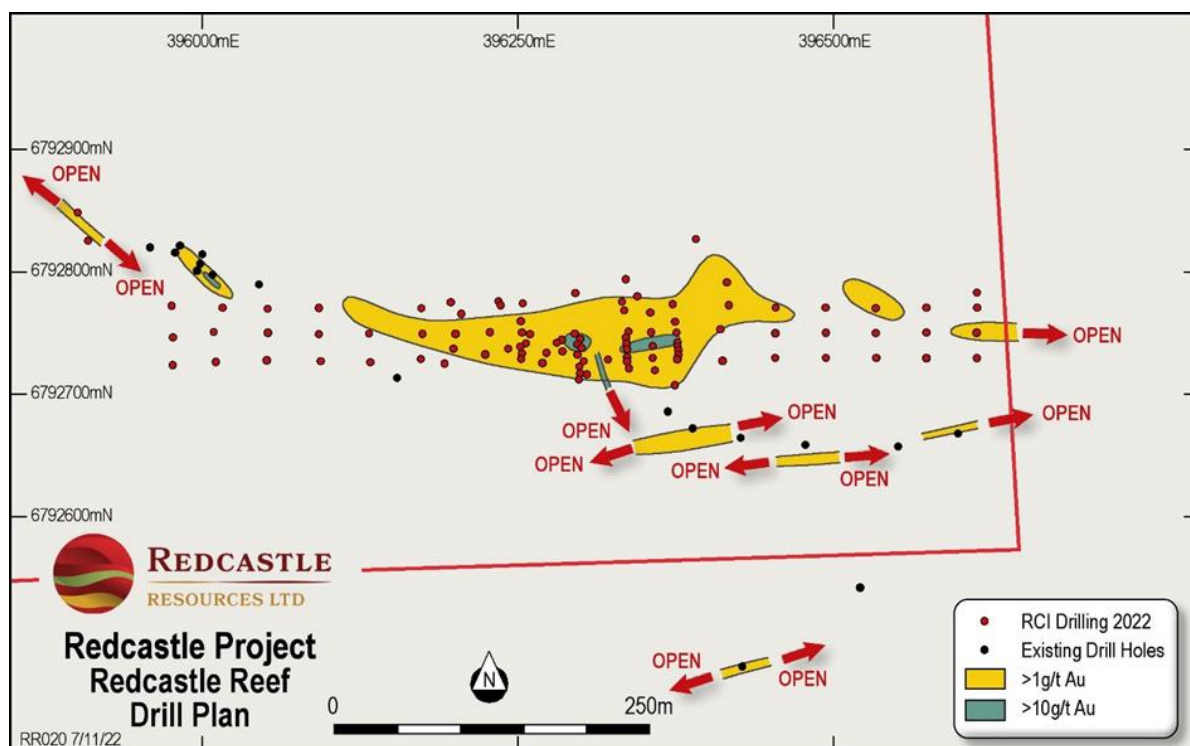 396000mE
396250mE
396500mE
6792900mN
OPEN
OPEN
6792800mN
OPEN
6792700mN
OPEN
OPEN
OPEN
OPEN
OPEN
OPEN
6792600mN
REDCASTLE
RESOURCES LTD
Redcastle Project
Redcastle Reef
Drill Plan
RR020 7/11/22
N
0
250m
OPEN
OPEN
RCI Drilling 2022
Existing Drill Holes
>1g/t Au
>10g/t Au